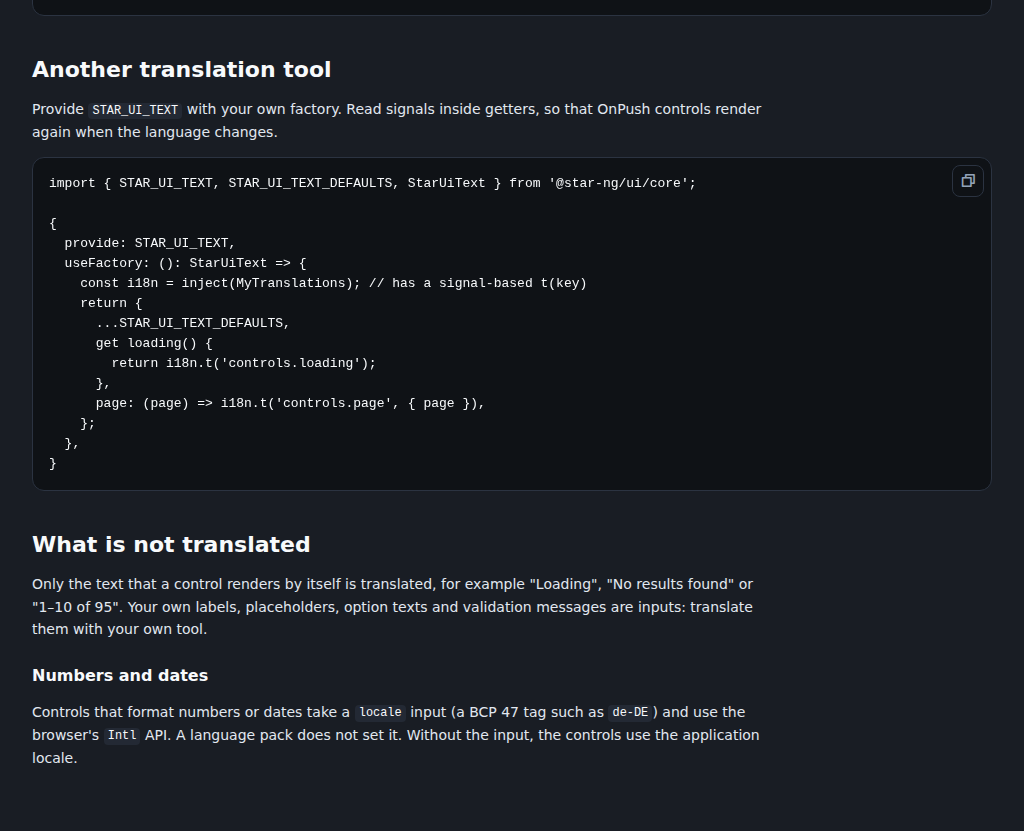 Another translation tool
Provide STAR_UI_TEXT with your own factory. Read signals inside getters, so that OnPush controls render
again when the language changes.
import { STAR_UI_TEXT, STAR_UI_TEXT_DEFAULTS, StarUiText } from '@star-ng/ui/core';
{
  provide: STAR_UI_TEXT,
  useFactory: (): StarUiText => {
    const i18n = inject(MyTranslations); // has a signal-based t(key)
    return {
      ...STAR_UI_TEXT_DEFAULTS,
      get loading() {
        return i18n.t('controls.loading');
      },
      page: (page) => i18n.t('controls.page', { page }),
    };
  },
}
What is not translated
Only the text that a control renders by itself is translated, for example "Loading", "No results found" or
"1–10 of 95". Your own labels, placeholders, option texts and validation messages are inputs: translate
them with your own tool.
Numbers and dates
Controls that format numbers or dates take a locale input (a BCP 47 tag such as de-DE) and use the
browser's Intl API. A language pack does not set it. Without the input, the controls use the application
locale.